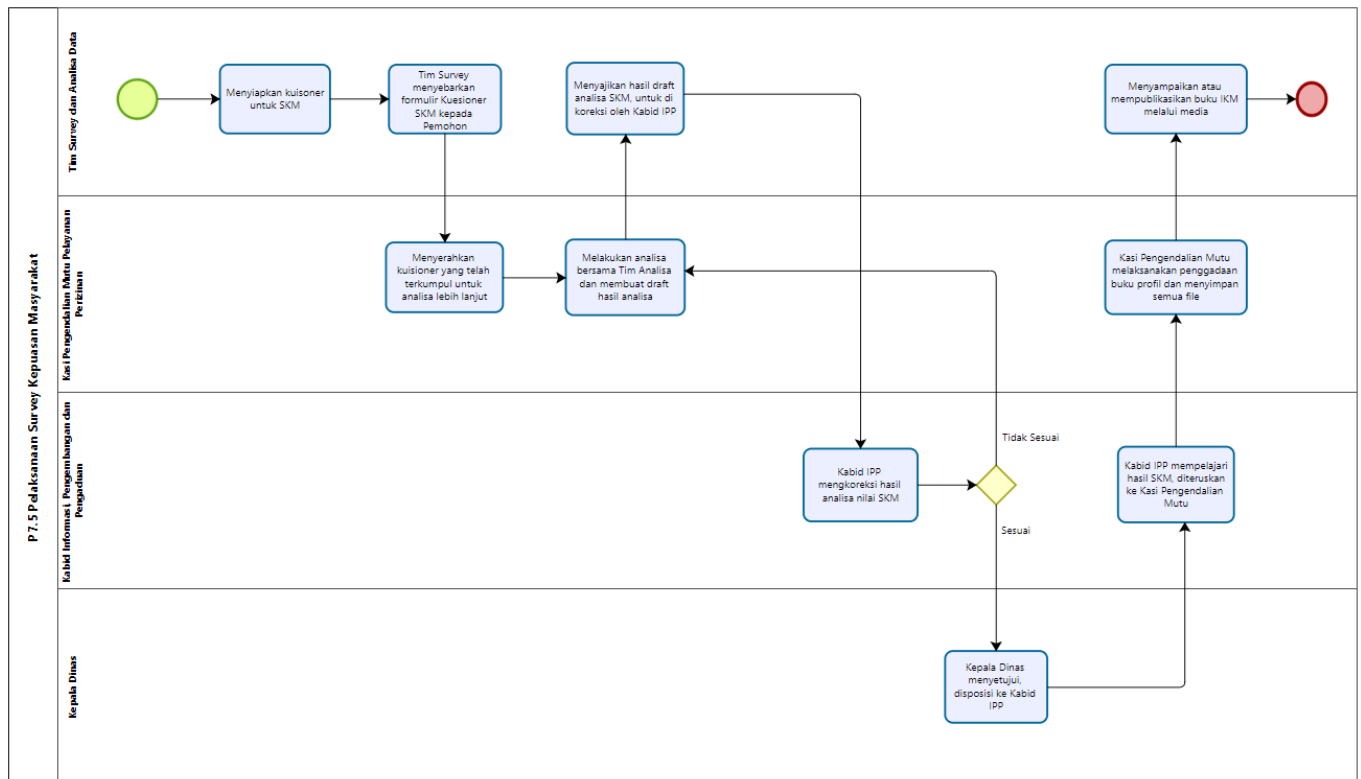 P7.5 Pelaksanaan Survey Kepuasan Masyarakat
Tim Survey dan Analisa Data
Menyiapkan kuisoner
untuk SKM
Tim Survey
menyebarkan
formulir Kuesioner
SKM kepada
Pemohon
Menyajikan hasil draft
analisa SKM, untuk di
koreksi oleh Kabid IPP
Menyampaikan atau
mempublikasikan buku IKM
melalui media
Kasi Pengendalian Mutu Pelayanan
Perizinan
Menyerahkan
kuisioner yang telah
terkumpul untuk
analisa lebih lanjut
Melakukan analisa
bersama Tim Analisa
dan membuat draft
hasil analisa
Kasi Pengendalian Mutu
melaksanakan penggadaan
buku profil dan menyimpan
semua file
Kabid Informasi, Pengembangan dan
Pengaduan
Kabid IPP
mengkoreksi hasil
analisa nilai SKM
Tidak Sesuai
Sesuai
Kabid IPP mempelajari
hasil SKM, diteruskan
ke Kasi Pengendalian
Mutu
Kepala Dinas
Kepala Dinas
menyetujui,
disposisi ke Kabid
IPP